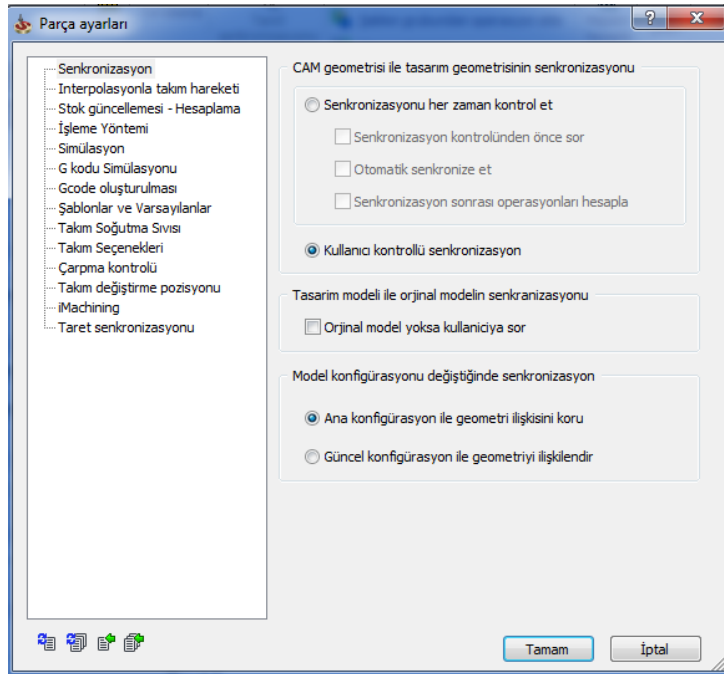 Parça ayarları
Senkronizasyon
Interpolasyonla takım hareketi
Stok güncellemesi - Hesaplama
İşleme Yöntemi
Simülasyon
G kodu Simülasyonu
Gcode oluşturulması
Şablonlar ve Varsayılanlar
Takım Soğutma Sıvısı
Takım Seçenekleri
Çarpma kontrolü
Takım değiştirme pozisyonu
iMachining
Taret senkronizasyonu
CAM geometrisi ile tasarım geometrisinin senkronizasyonu
Senkronizasyonu her zaman kontrol et
Senkronizasyon kontrolünden önce sor
Otomatik senkronize et
Senkronizasyon sonrası operasyonları hesapla
Kullanıcı kontrollü senkronizasyon
Tasarim modeli ile orjinal modelin senkranizasyonu
Orjinal model yoksa kullaniciya sor
Model konfigürasyonu değiştiğinde senkronizasyon
Ana konfigürasyon ile geometri ilişkisini koru
Güncel konfigürasyon ile geometriyi ilişkilendir
Tamam
İptal